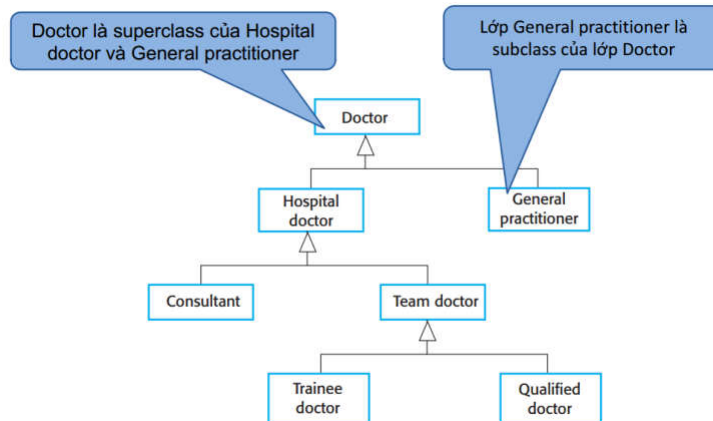 Doctor là superclass của Hospital
doctor và General practitioner
Lớp General practitioner là
subclass của lớp Doctor
Doctor
Hospital
doctor
General
practitioner
Consultant
Team doctor
Trainee
doctor
Qualified
doctor